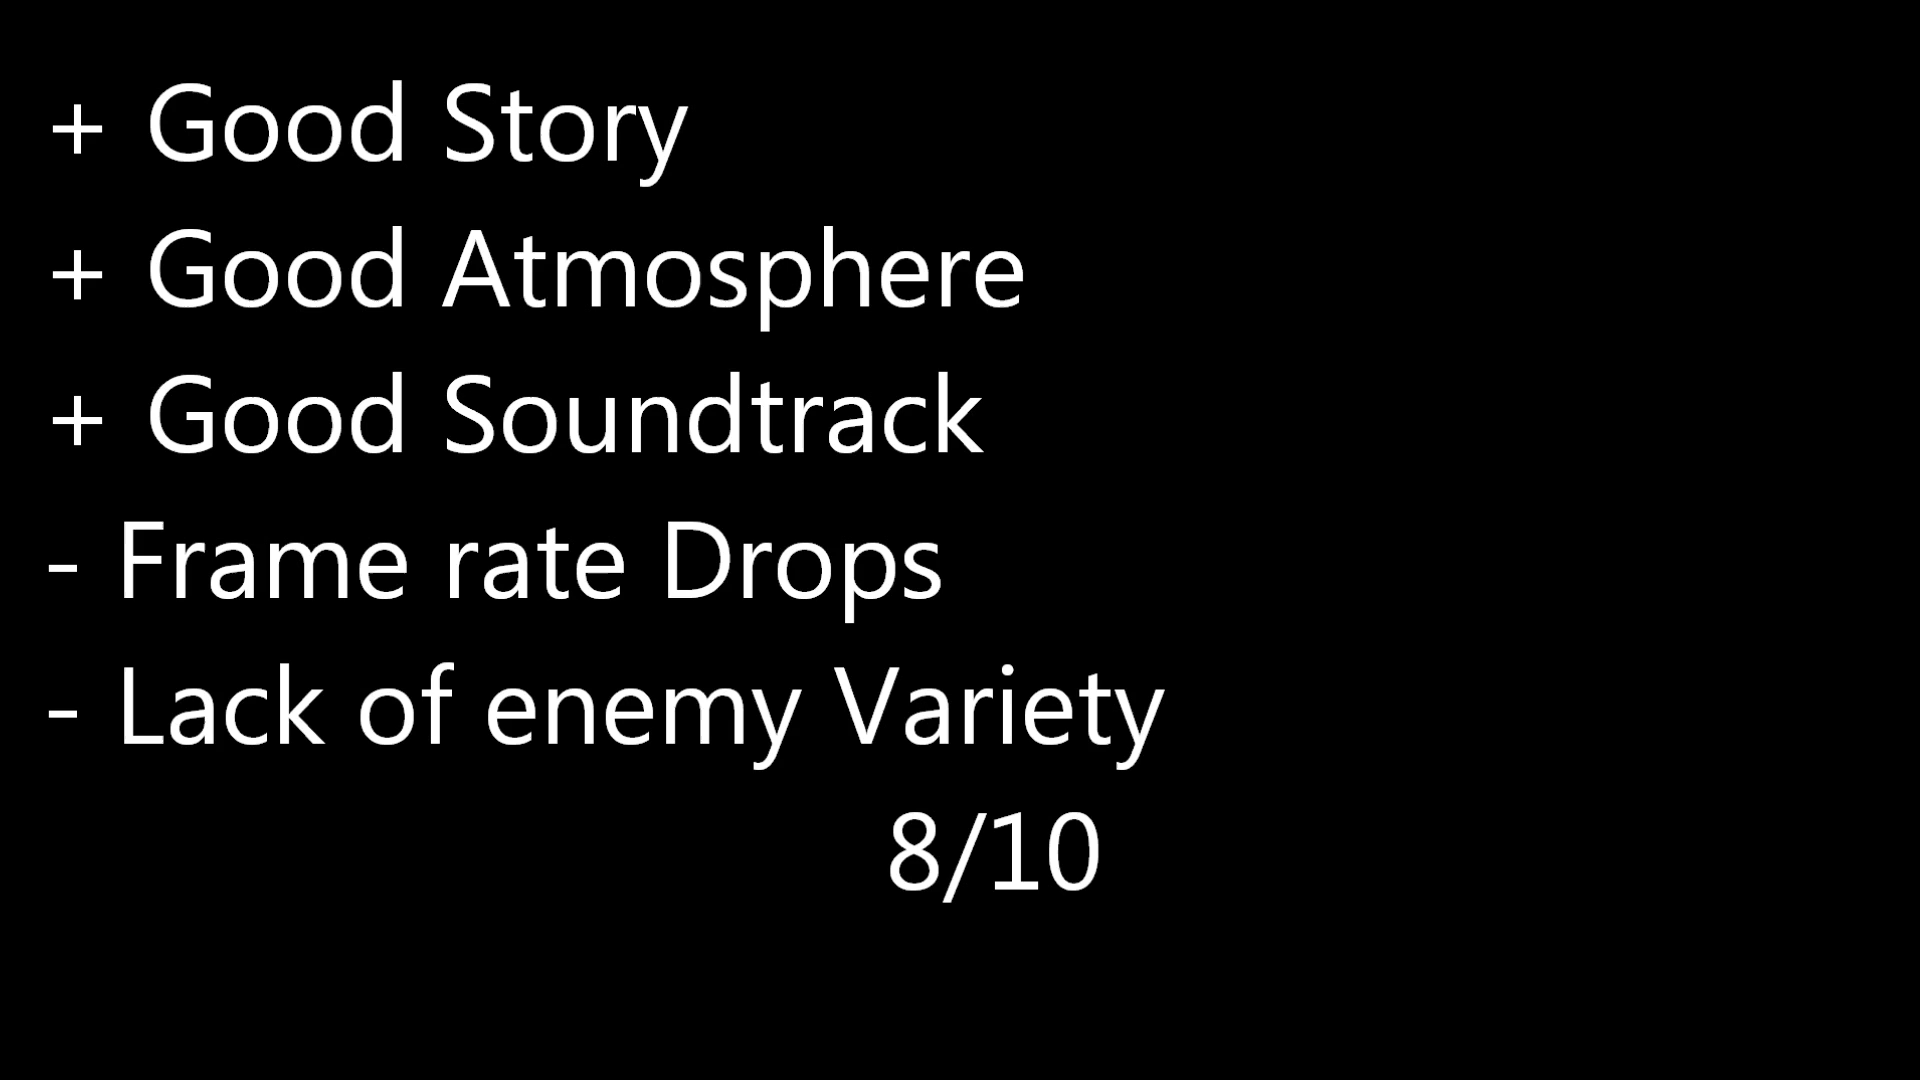 + Good Story
+ Good Atmosphere
+ Good Soundtrack
- Frame rate Drops
- Lack of enemy Variety
8/10